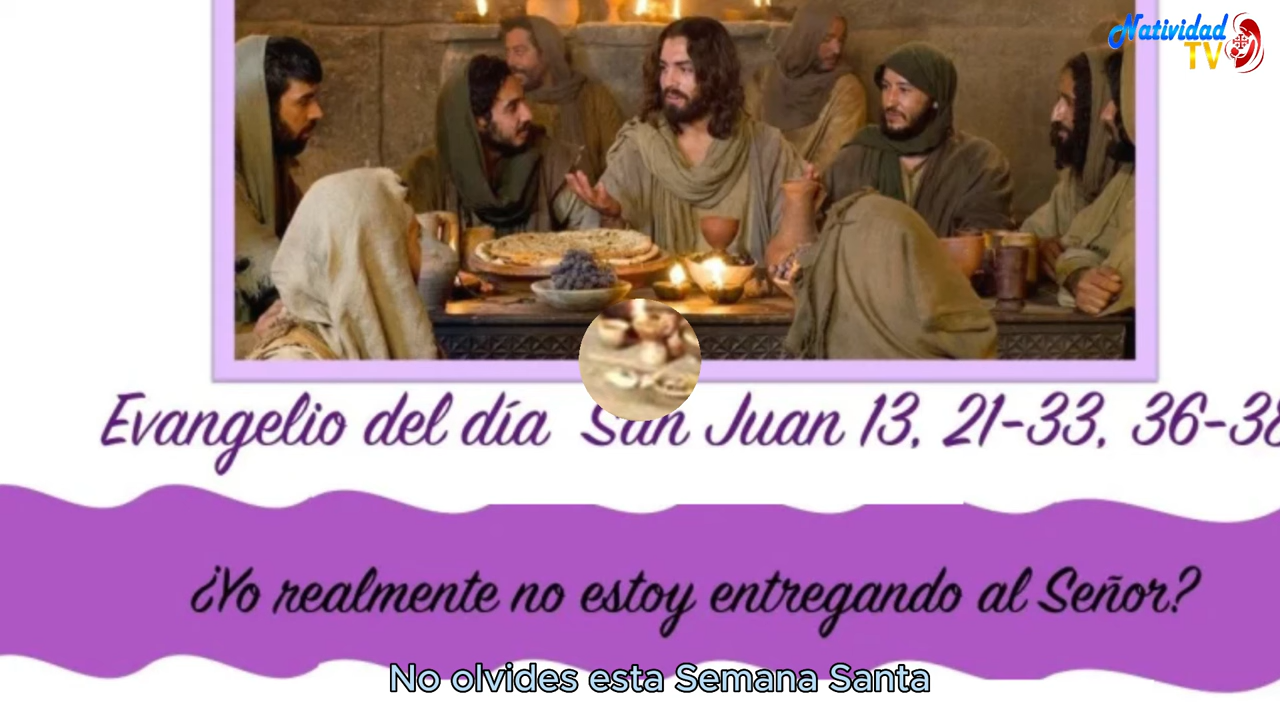 Natividad
TV
Evangelio del día San Juan 13, 21-33, 36-38
¿Yo realmente no estoy entregando al Señor?
No olvides esta Semana Santa